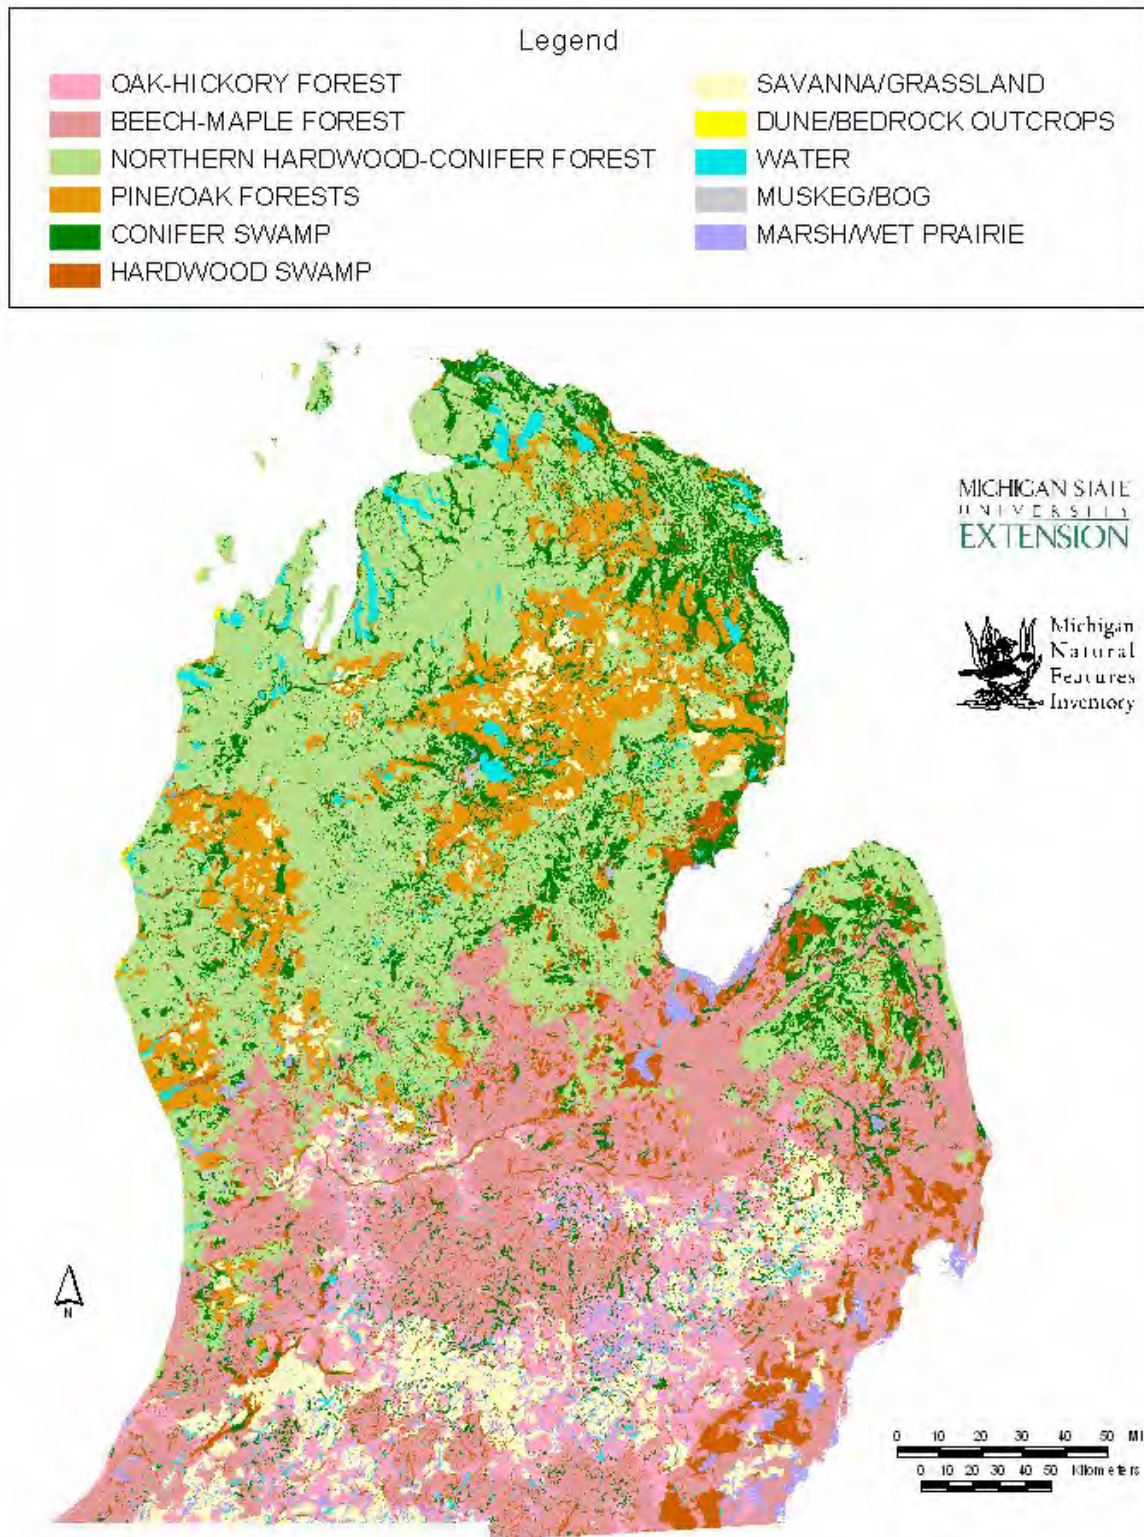 Legend
OAK-HICKORY FOREST
BEECH-MAPLE FOREST
NORTHERN HARDWOOD-CONIFER FOREST
PINE/OAK FORESTS
CONIFER SWAMP
HARDWOOD SWAMP
SAVANNA/GRASSLAND
DUNE/BEDROCK OUTCROPS
WATER
MUSKEG/BOG
MARSH/WET PRAIRIE
MICHIGAN STATE
UNIVERSITY
EXTENSION
Michigan
Natural
Features
Inventory
N
0 10 20 30 40 50 MI
0 10 20 30 40 50 Kilometers